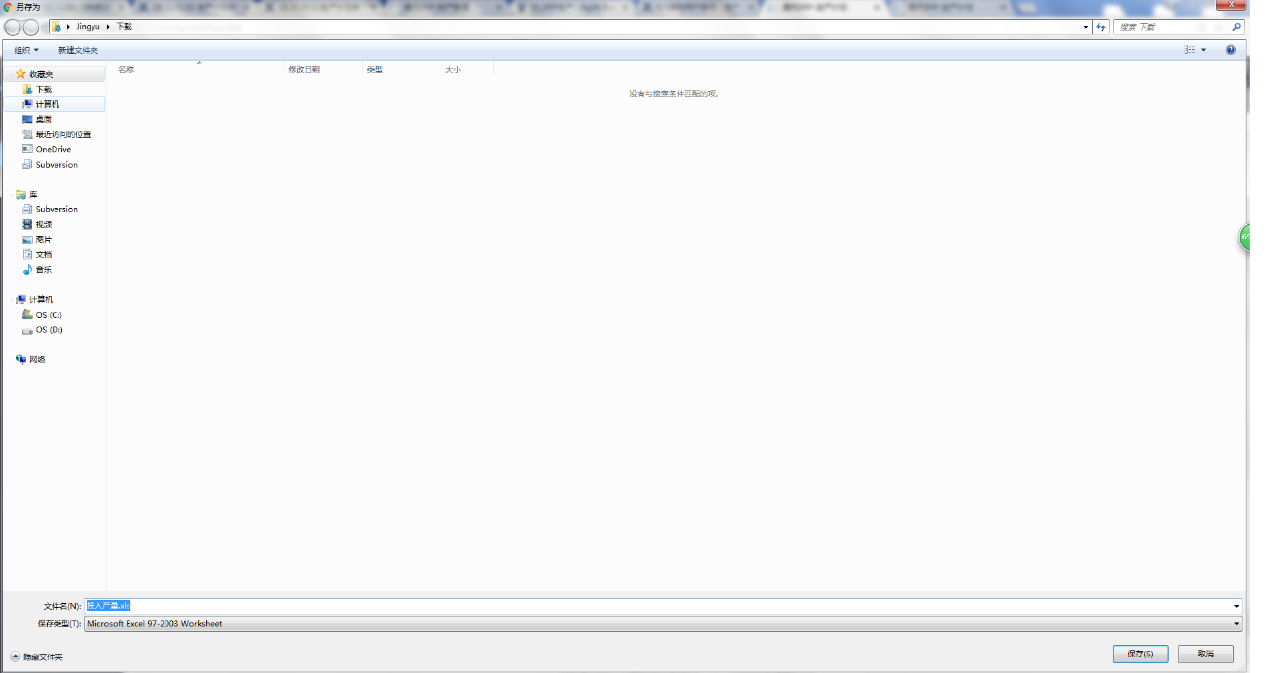 另存为
Jingyu 下载
搜索 下载
组织 新建文件夹
名称 修改日期 类型 大小
没有与搜索条件匹配的项。
收藏夹
下载
计算机
桌面
最近访问的位置
OneDrive
Subversion
库
Subversion
视频
图片
文档
音乐
计算机
OS (C:)
OS (D:)
网络
文件名(N): 投入产量.xls
保存类型(T): Microsoft Excel 97-2003 Worksheet
隐藏文件夹 保存(S) 取消